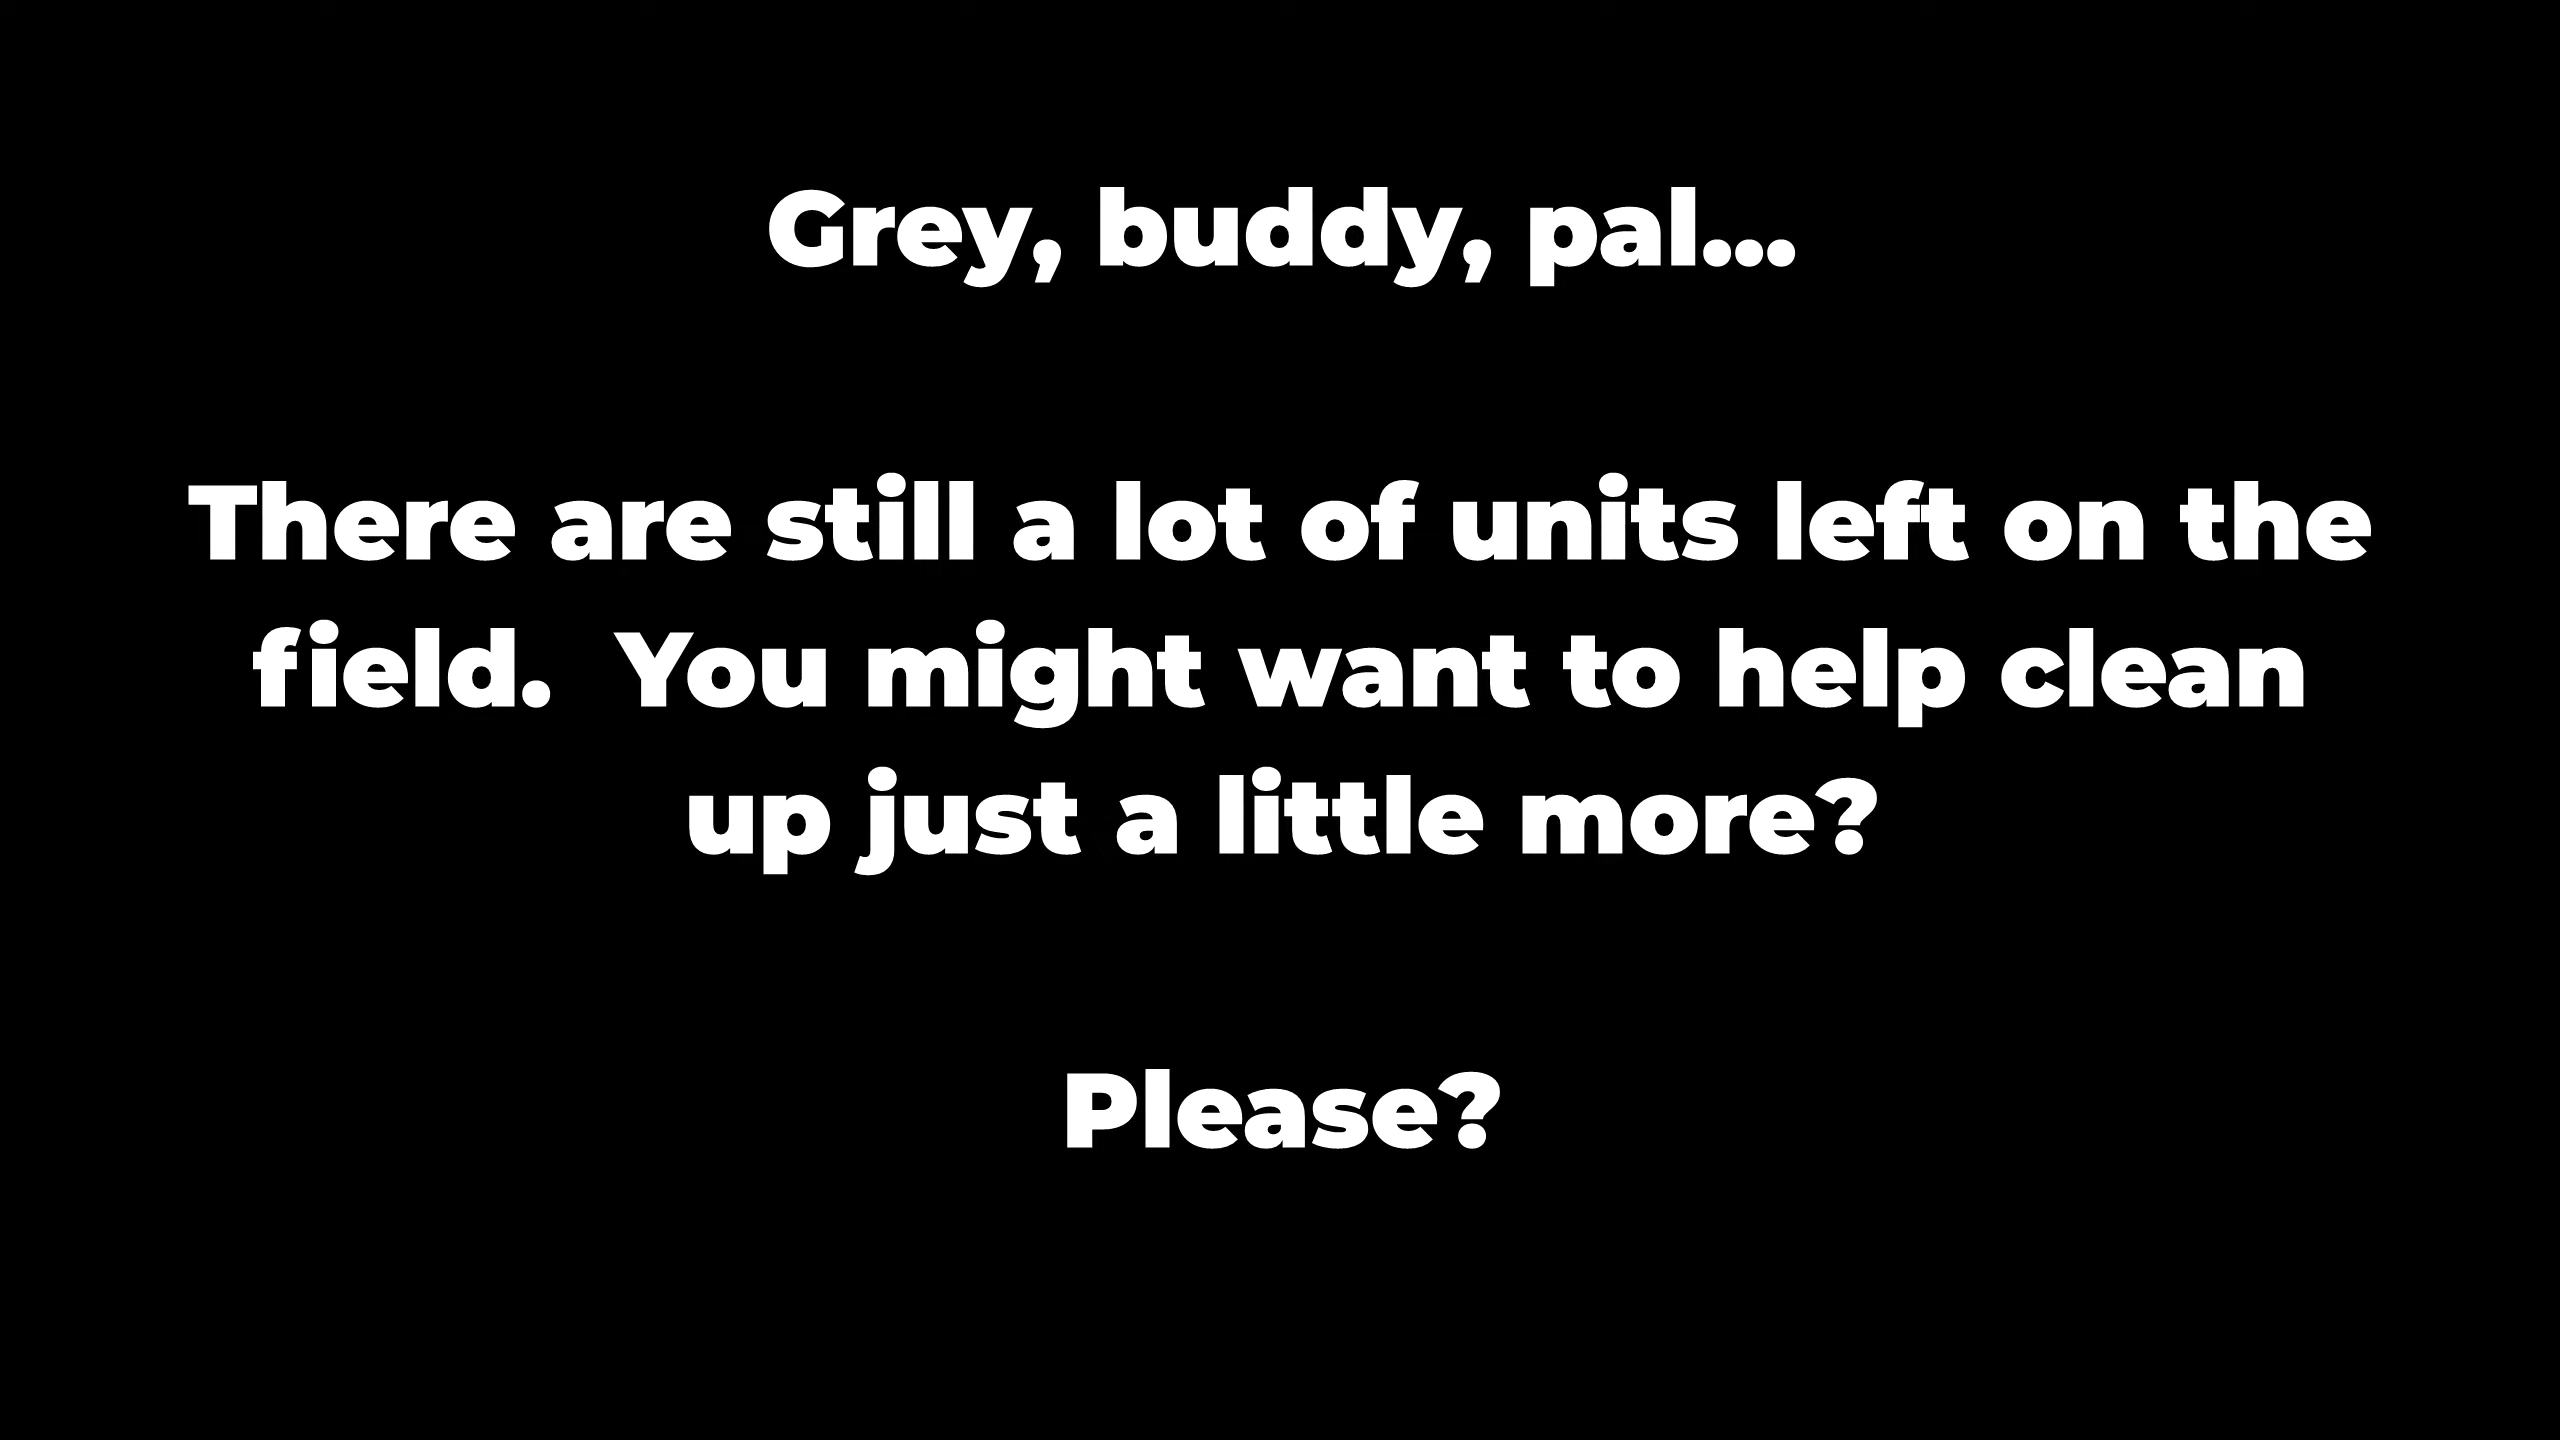 Grey, buddy, pal...
There are still a lot of units left on the
field.  You might want to help clean
up just a little more?
Please?